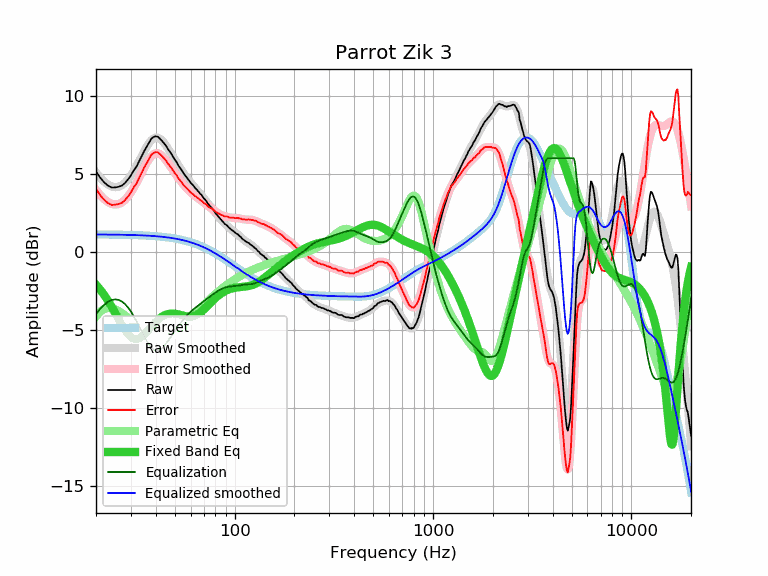 Parrot Zik 3
Amplitude (dBr)
10
5
0
−5
−10
−15
Target
Raw Smoothed
Error Smoothed
Raw
Error
Parametric Eq
Fixed Band Eq
Equalization
Equalized smoothed
100
1000
10000
Frequency (Hz)